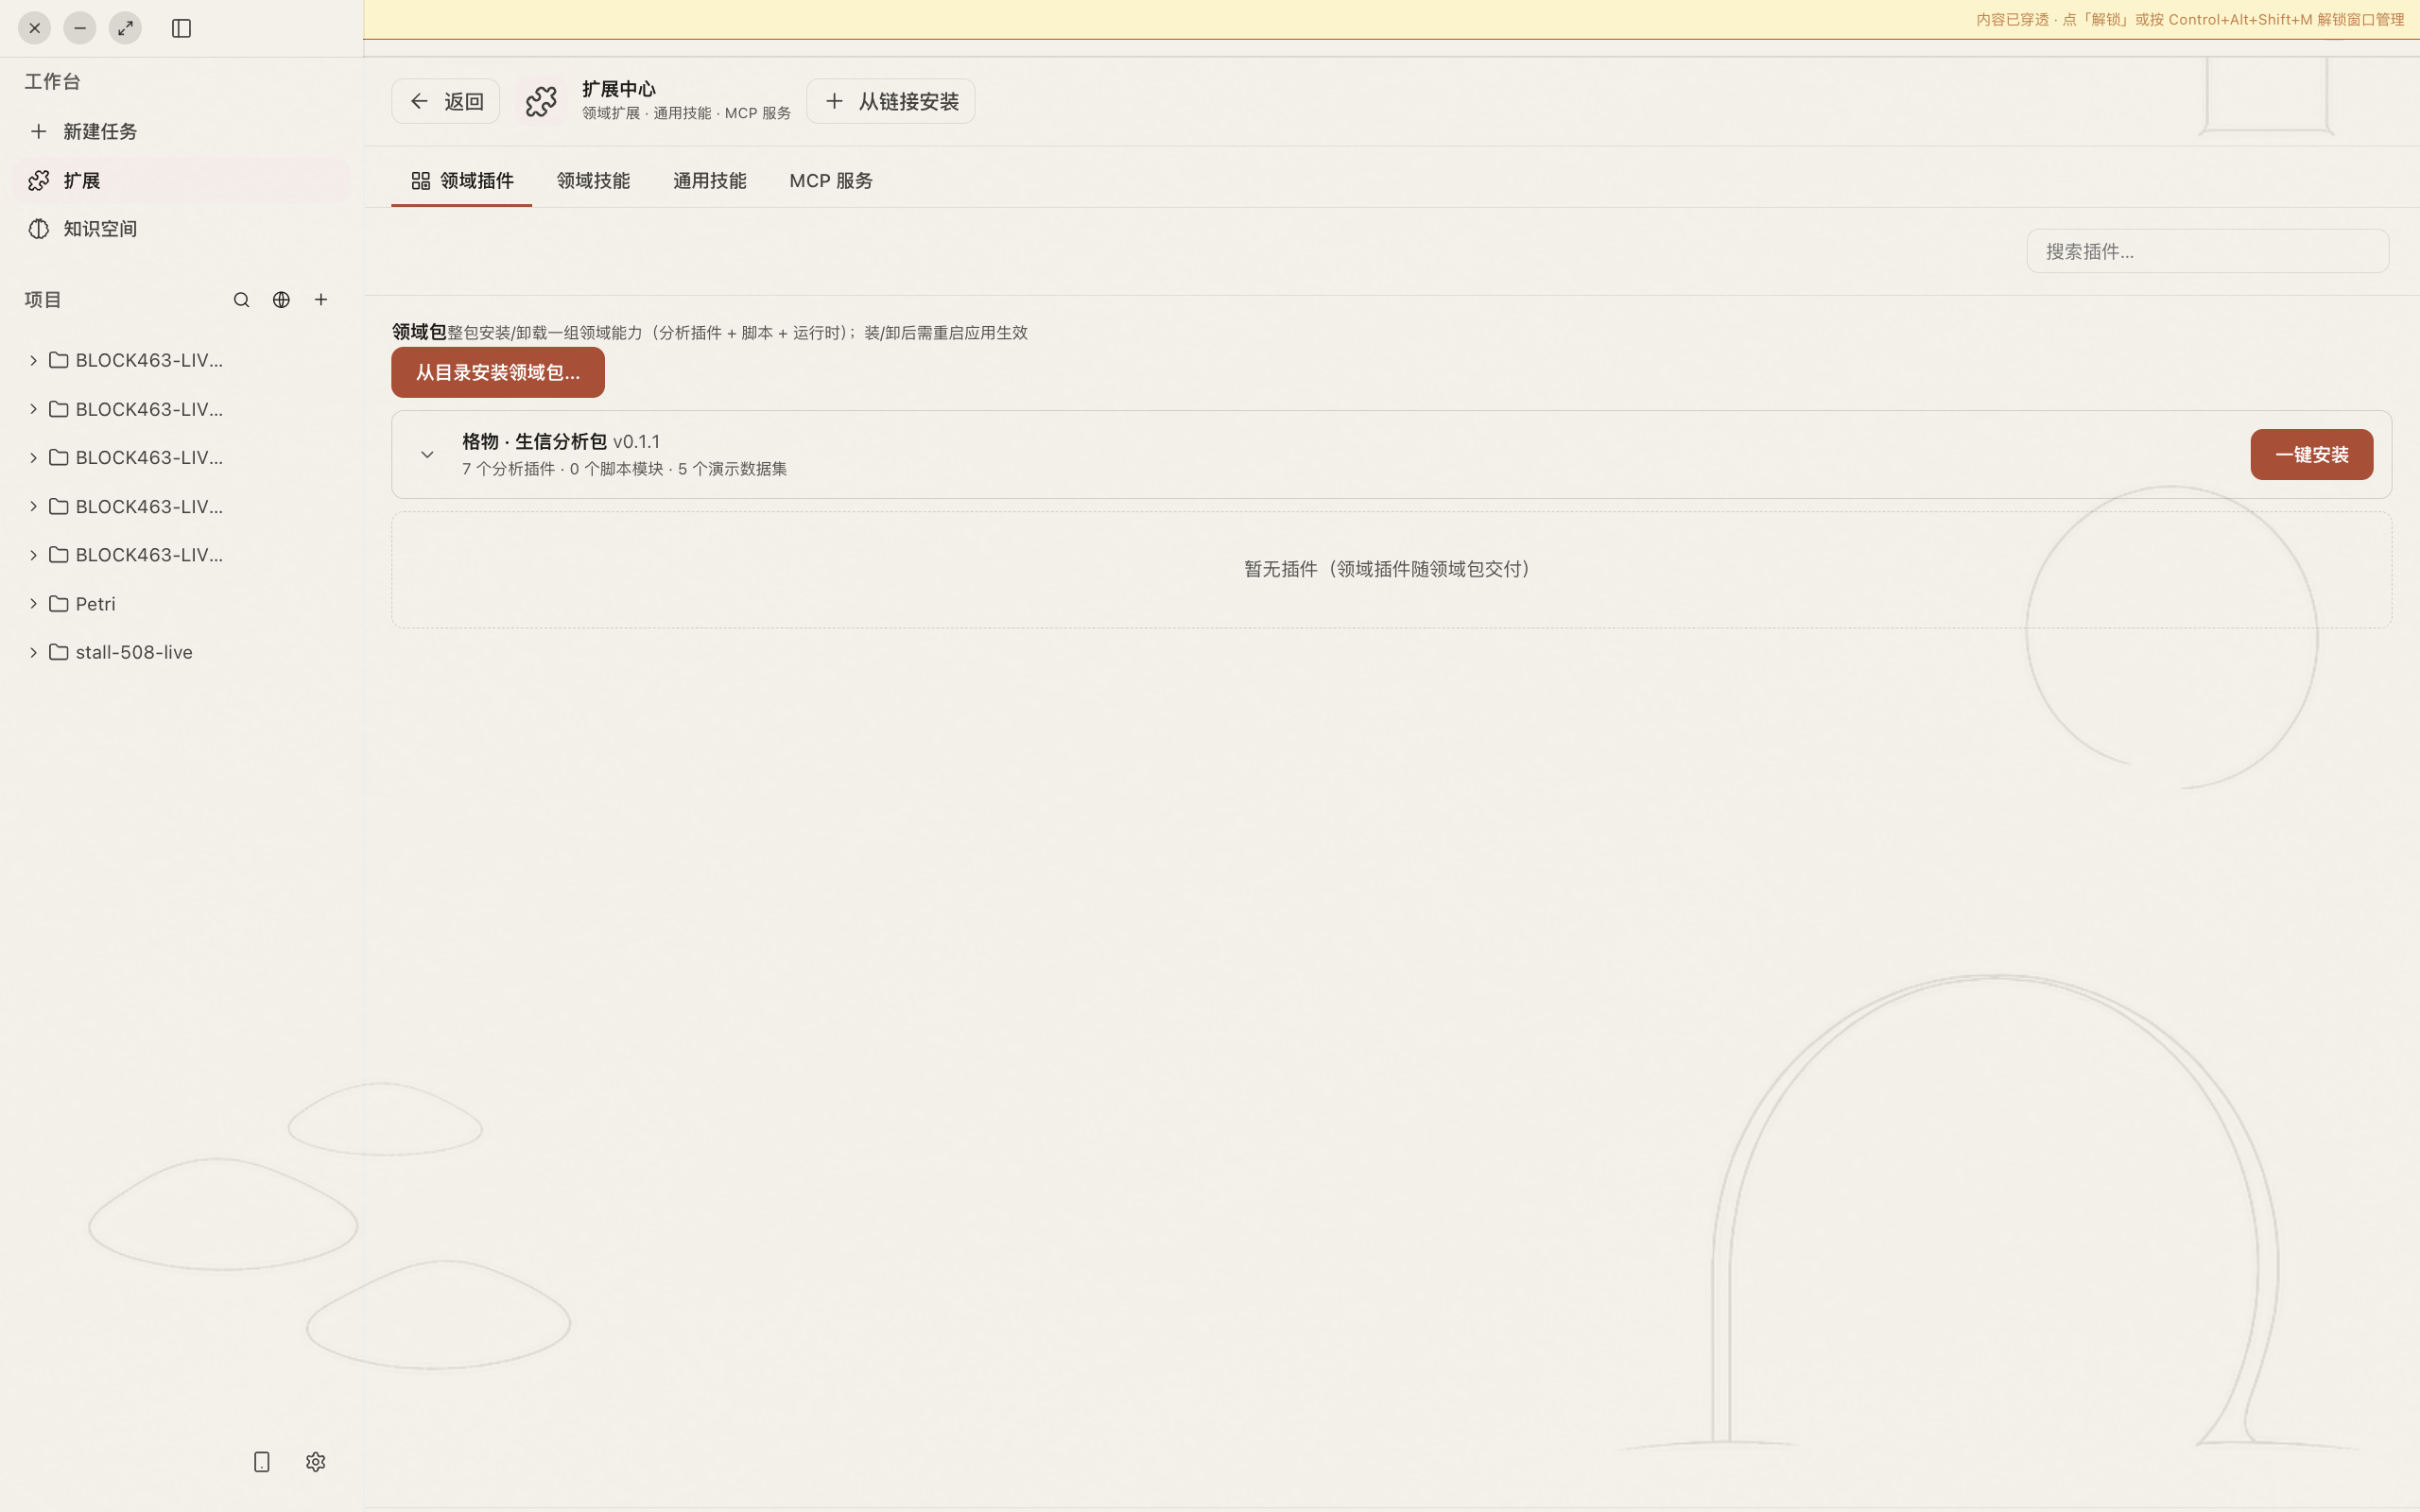 内容已穿透 · 点「解锁」或按 Control+Alt+Shift+M 解锁窗口管理
工作台
新建任务
扩展
知识空间
项目
BLOCK463-LIV...
BLOCK463-LIV...
BLOCK463-LIV...
BLOCK463-LIV...
BLOCK463-LIV...
Petri
stall-508-live
返回
扩展中心
领域扩展 · 通用技能 · MCP 服务
从链接安装
领域插件
领域技能
通用技能
MCP 服务
搜索插件...
领域包整包安装/卸载一组领域能力（分析插件 + 脚本 + 运行时）；装/卸后需重启应用生效
从目录安装领域包...
格物 · 生信分析包 v0.1.1
7 个分析插件 · 0 个脚本模块 · 5 个演示数据集
一键安装
暂无插件（领域插件随领域包交付）